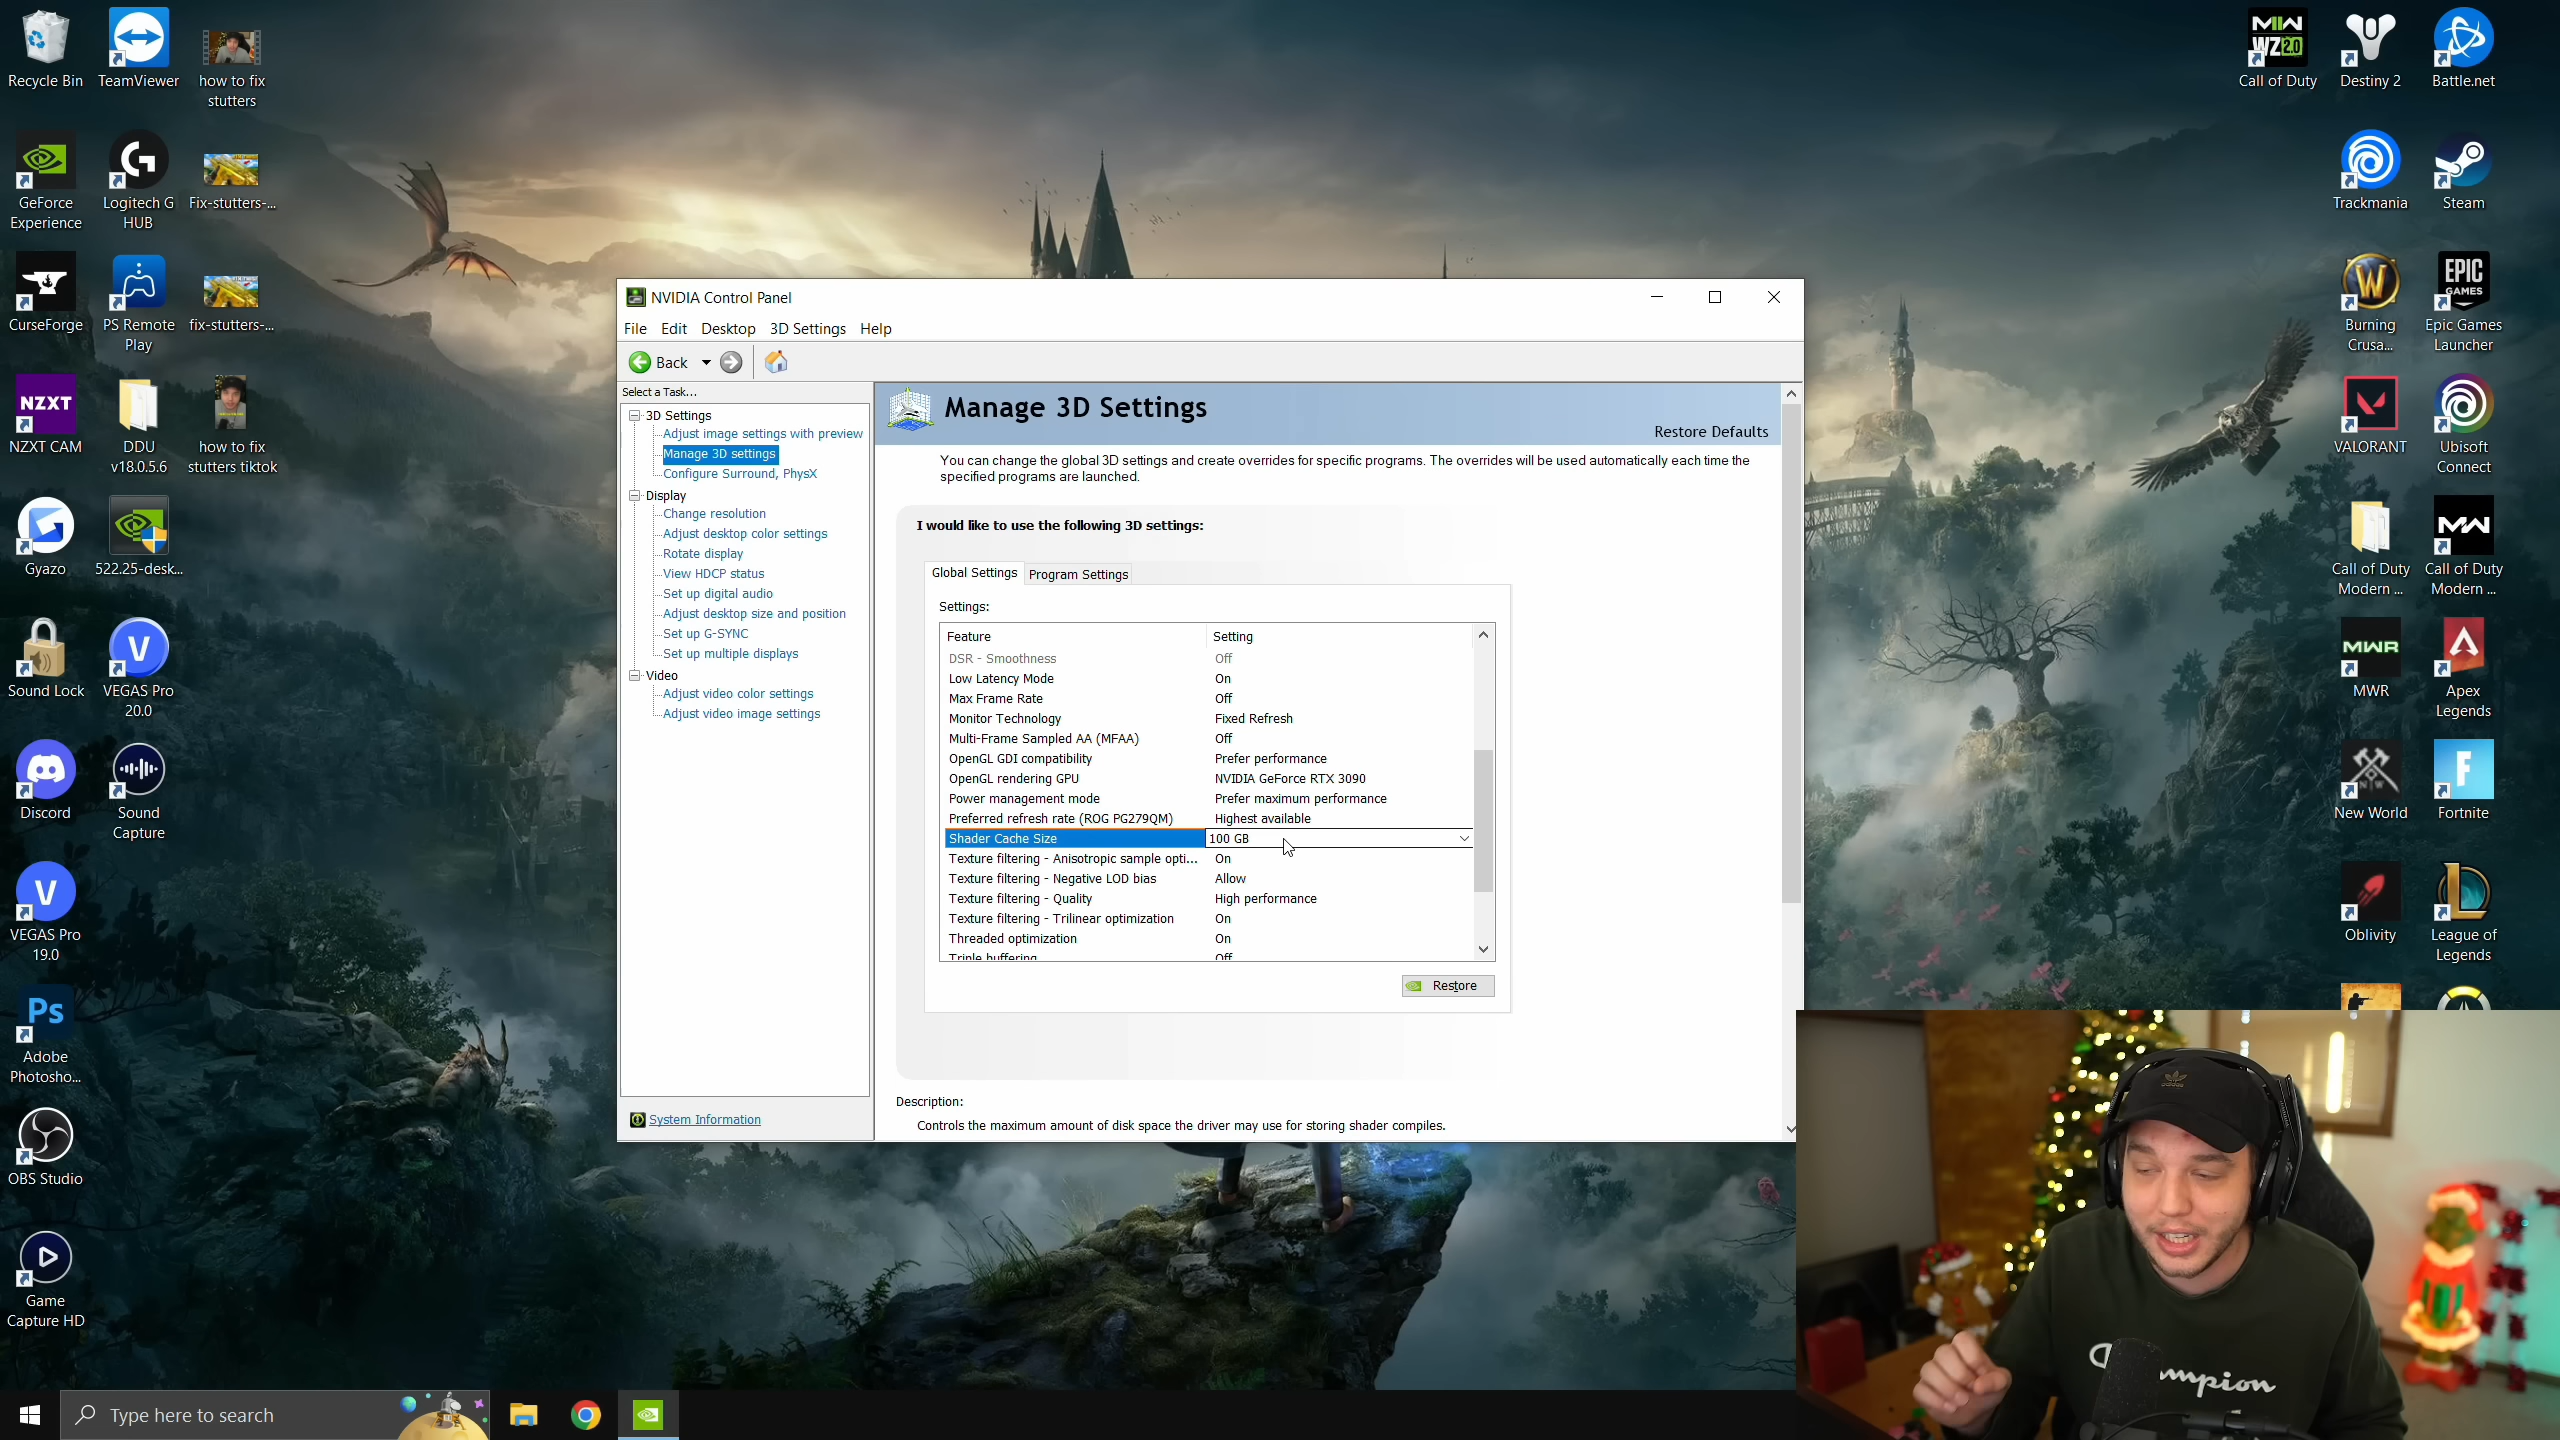 Recycle Bin
TeamViewer
how to fix
stutters
GeForce
Experience
Logitech G
HUB
Fix-stutters-...
CurseForge
PS Remote
Play
fix-stutters-...
NZXT
NZXT CAM
DDU
v18.0.5.6
how to fix
stutters tiktok
Gyazo
522.25-desk...
Sound Lock
VEGAS Pro
20.0
Discord
Sound
Capture
VEGAS Pro
19.0
Ps
Adobe
Photosho...
OBS Studio
Game
Capture HD
NVIDIA Control Panel
File Edit Desktop 3D Settings Help
Back
Select a Task...
3D Settings
Adjust image settings with preview
Manage 3D settings
Configure Surround, PhysX
Display
Change resolution
Adjust desktop color settings
Rotate display
View HDCP status
Set up digital audio
Adjust desktop size and position
Set up G-SYNC
Set up multiple displays
Video
Adjust video color settings
Adjust video image settings
System Information
Manage 3D Settings
Restore Defaults
You can change the global 3D settings and create overrides for specific programs. The overrides will be used automatically each time the
specified programs are launched.
I would like to use the following 3D settings:
Global Settings Program Settings
Settings:
Feature Setting
DSR - Smoothness Off
Low Latency Mode On
Max Frame Rate Off
Monitor Technology Fixed Refresh
Multi-Frame Sampled AA (MFAA) Off
OpenGL GDI compatibility Prefer performance
OpenGL rendering GPU NVIDIA GeForce RTX 3090
Power management mode Prefer maximum performance
Preferred refresh rate (ROG PG279QM) Highest available
Shader Cache Size 100 GB
Texture filtering - Anisotropic sample opti... On
Texture filtering - Negative LOD bias Allow
Texture filtering - Quality High performance
Texture filtering - Trilinear optimization On
Threaded optimization On
Triple buffering Off
Restore
Description:
Controls the maximum amount of disk space the driver may use for storing shader compiles.
MW
WZ 2.0
Call of Duty
Destiny 2
Battle.net
Trackmania
Steam
Burning
Crusa...
EPIC
GAMES
Epic Games
Launcher
VALORANT
Ubisoft
Connect
Call of Duty
Modern ...
MW
Call of Duty
Modern ...
MWR
MWR
Apex
Legends
New World
Fortnite
Oblivity
League of
Legends
Type here to search